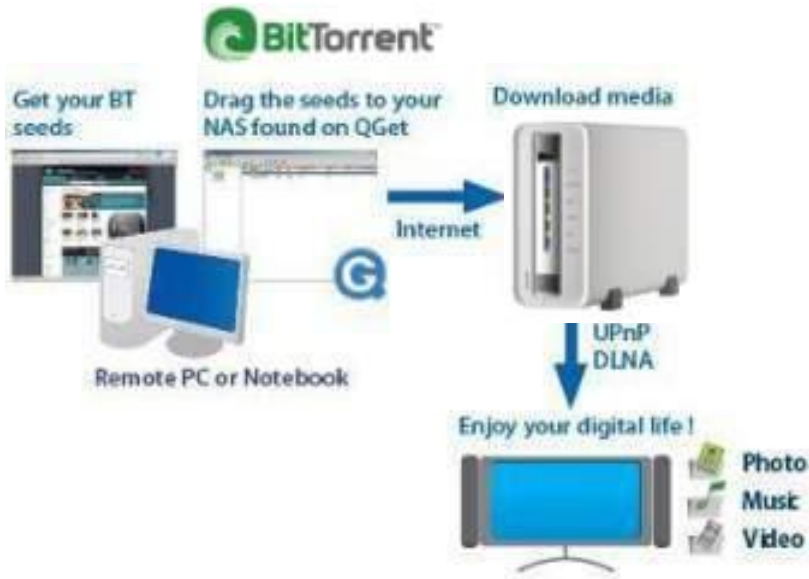 BitTorrent™
Get your BT
seeds
Drag the seeds to your
NAS found on QGet
Download media
Internet
Remote PC or Notebook
UPnP
DLNA
Enjoy your digital life !
Photo
Music
Video